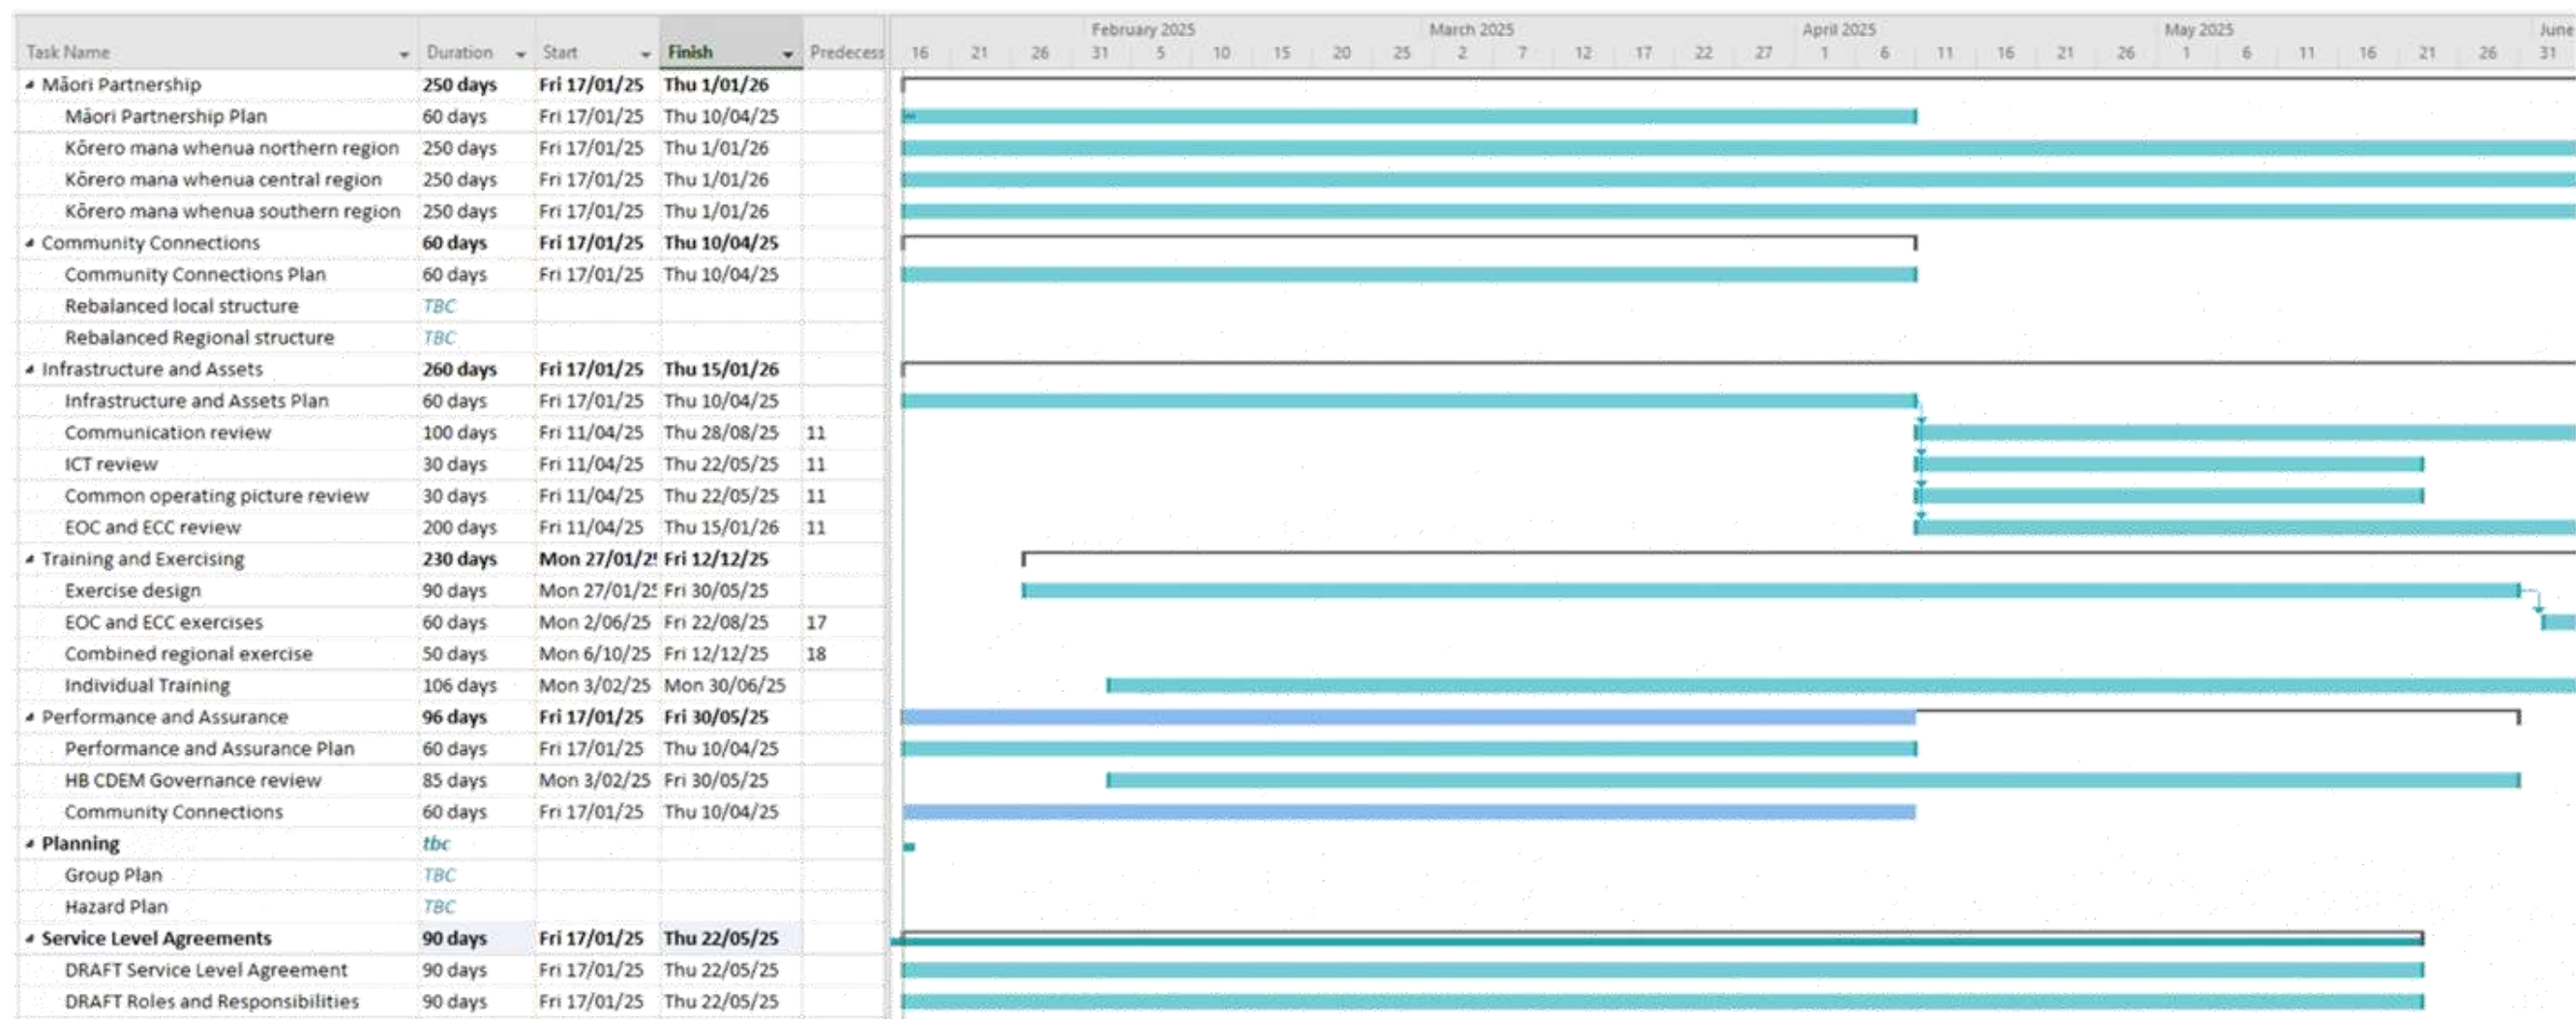 February 2025 March 2025 April 2025 May 2025 June
Task Name Duration Start Finish Predecess 16 21 26 31 5 10 15 20 25 2 7 12 17 22 27 1 6 11 16 21 26 1 6 11 16 21 26 31
Māori Partnership 250 days Fri 17/01/25 Thu 1/01/26
Māori Partnership Plan 60 days Fri 17/01/25 Thu 10/04/25
Kōrero mana whenua northern region 250 days Fri 17/01/25 Thu 1/01/26
Kōrero mana whenua central region 250 days Fri 17/01/25 Thu 1/01/26
Kōrero mana whenua southern region 250 days Fri 17/01/25 Thu 1/01/26
Community Connections 60 days Fri 17/01/25 Thu 10/04/25
Community Connections Plan 60 days Fri 17/01/25 Thu 10/04/25
Rebalanced local structure TBC
Rebalanced Regional structure TBC
Infrastructure and Assets 260 days Fri 17/01/25 Thu 15/01/26
Infrastructure and Assets Plan 60 days Fri 17/01/25 Thu 10/04/25
Communication review 100 days Fri 11/04/25 Thu 28/08/25 11
ICT review 30 days Fri 11/04/25 Thu 22/05/25 11
Common operating picture review 30 days Fri 11/04/25 Thu 22/05/25 11
EOC and ECC review 200 days Fri 11/04/25 Thu 15/01/26 11
Training and Exercising 230 days Mon 27/01/2 Fri 12/12/25
Exercise design 90 days Mon 27/01/2 Fri 30/05/25
EOC and ECC exercises 60 days Mon 2/06/25 Fri 22/08/25 17
Combined regional exercise 50 days Mon 6/10/25 Fri 12/12/25 18
Individual Training 106 days Mon 3/02/25 Mon 30/06/25
Performance and Assurance 96 days Fri 17/01/25 Fri 30/05/25
Performance and Assurance Plan 60 days Fri 17/01/25 Thu 10/04/25
HB CDEM Governance review 85 days Mon 3/02/25 Fri 30/05/25
Community Connections 60 days Fri 17/01/25 Thu 10/04/25
Planning tbc
Group Plan TBC
Hazard Plan TBC
Service Level Agreements 90 days Fri 17/01/25 Thu 22/05/25
DRAFT Service Level Agreement 90 days Fri 17/01/25 Thu 22/05/25
DRAFT Roles and Responsibilities 90 days Fri 17/01/25 Thu 22/05/25